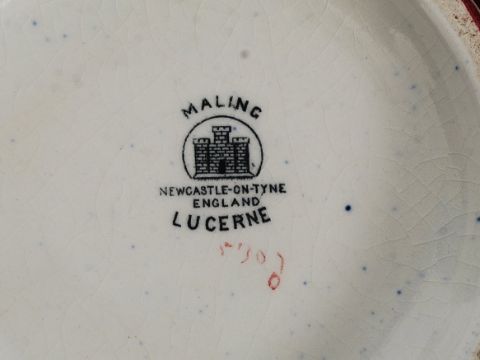 MALING
NEWCASTLE-ON-TYNE
ENGLAND
LUCERNE